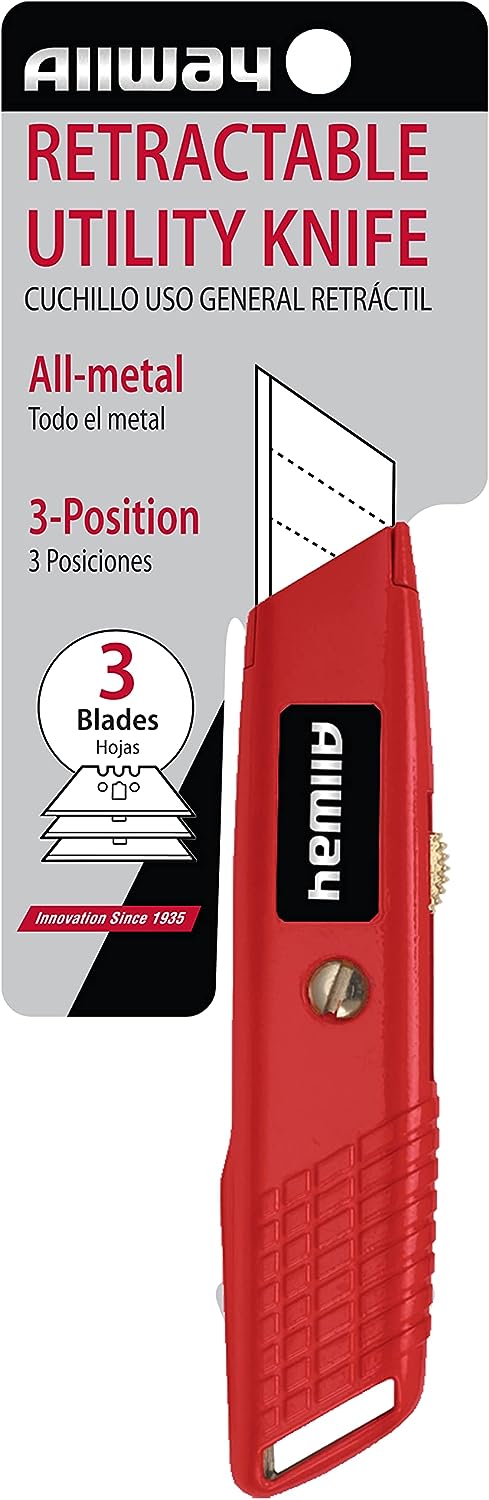 Allway
RETRACTABLE
UTILITY KNIFE
CUCHILLO USO GENERAL RETRÁCTIL
All-metal
Todo el metal
3-Position
3 Posiciones
3
Blades
Hojas
Innovation Since 1935
Allway